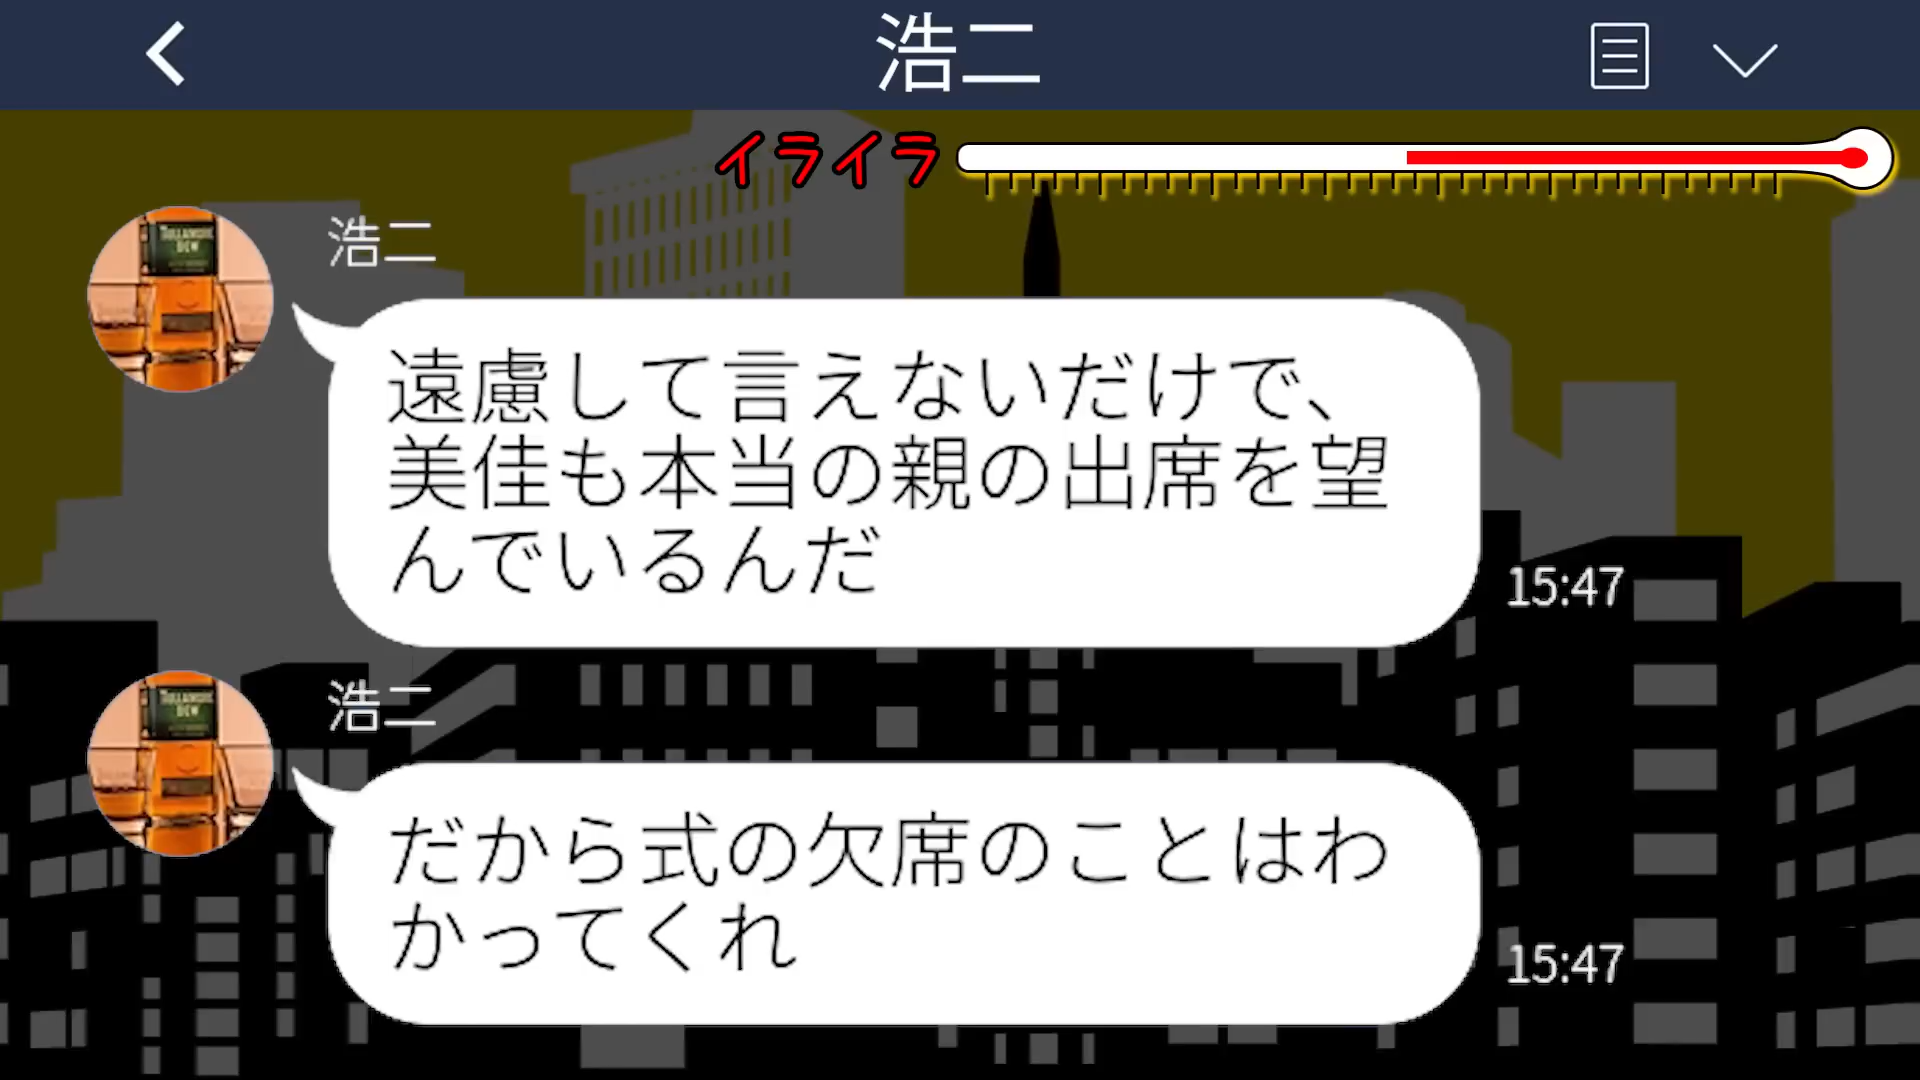 浩二
イライラ
浩二
遠慮して言えないだけで、
美佳も本当の親の出席を望
んでいるんだ
15:47
浩二
だから式の欠席のことはわ
かってくれ
15:47